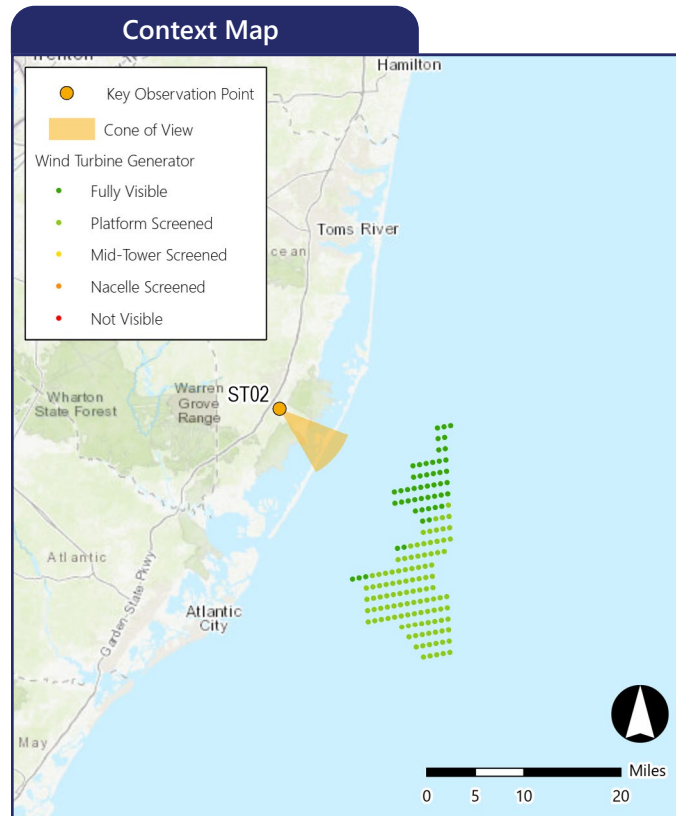 Context Map
Trenton
Hamilton
Key Observation Point
Cone of View
Wind Turbine Generator
Fully Visible
Platform Screened
Mid-Tower Screened
Nacelle Screened
Not Visible
Toms River
cean
Wharton
State Forest
Warren
Grove
Range
ST02
Atlantic
Garden-State-Pkwy
Atlantic
City
May
Miles
0 5 10 20